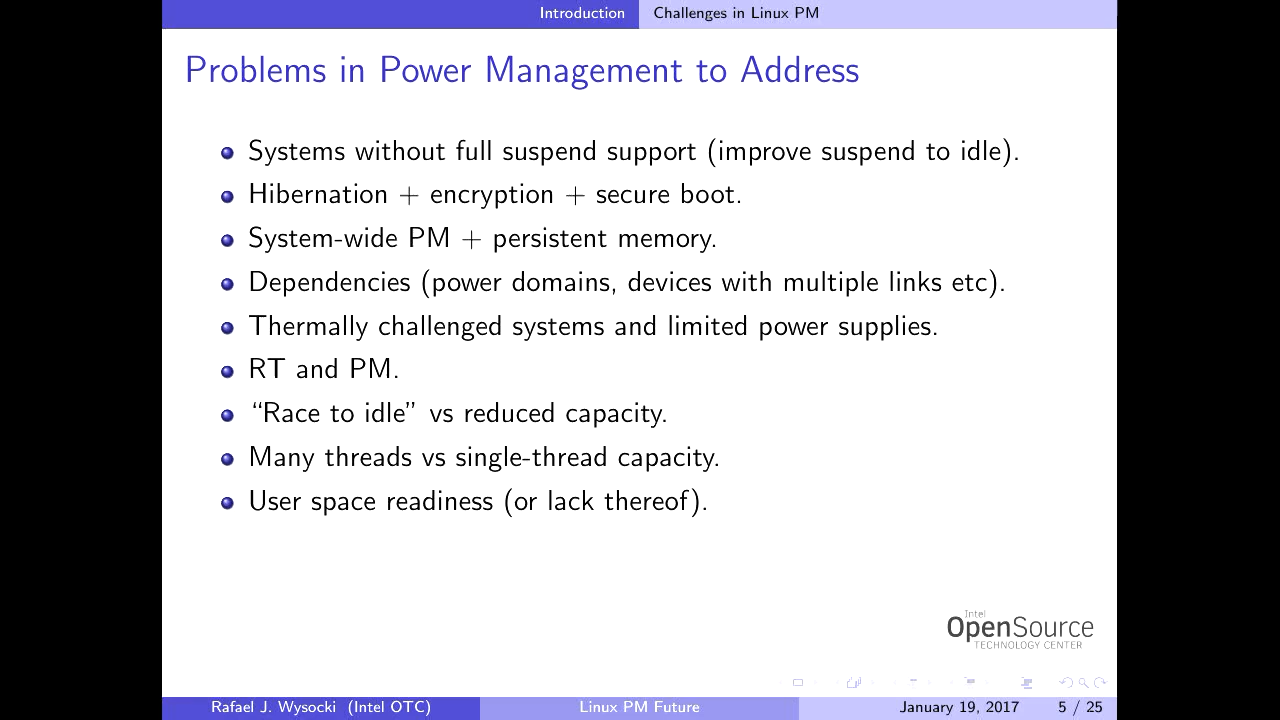 Introduction Challenges in Linux PM
Problems in Power Management to Address
Systems without full suspend support (improve suspend to idle).
Hibernation + encryption + secure boot.
System-wide PM + persistent memory.
Dependencies (power domains, devices with multiple links etc).
Thermally challenged systems and limited power supplies.
RT and PM.
“Race to idle” vs reduced capacity.
Many threads vs single-thread capacity.
User space readiness (or lack thereof).
Intel
OpenSource
TECHNOLOGY CENTER
Rafael J. Wysocki (Intel OTC) Linux PM Future January 19, 2017 5 / 25